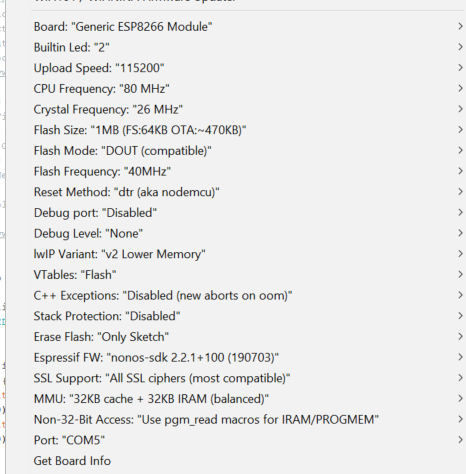 Board: "Generic ESP8266 Module"
Builtin Led: "2"
Upload Speed: "115200"
CPU Frequency: "80 MHz"
Crystal Frequency: "26 MHz"
Flash Size: "1MB (FS:64KB OTA:~470KB)"
Flash Mode: "DOUT (compatible)"
Flash Frequency: "40MHz"
Reset Method: "dtr (aka nodemcu)"
Debug port: "Disabled"
Debug Level: "None"
lwIP Variant: "v2 Lower Memory"
VTables: "Flash"
C++ Exceptions: "Disabled (new aborts on oom)"
Stack Protection: "Disabled"
Erase Flash: "Only Sketch"
Espressif FW: "nonos-sdk 2.2.1+100 (190703)"
SSL Support: "All SSL ciphers (most compatible)"
MMU: "32KB cache + 32KB IRAM (balanced)"
Non-32-Bit Access: "Use pgm_read macros for IRAM/PROGMEM"
Port: "COM5"
Get Board Info